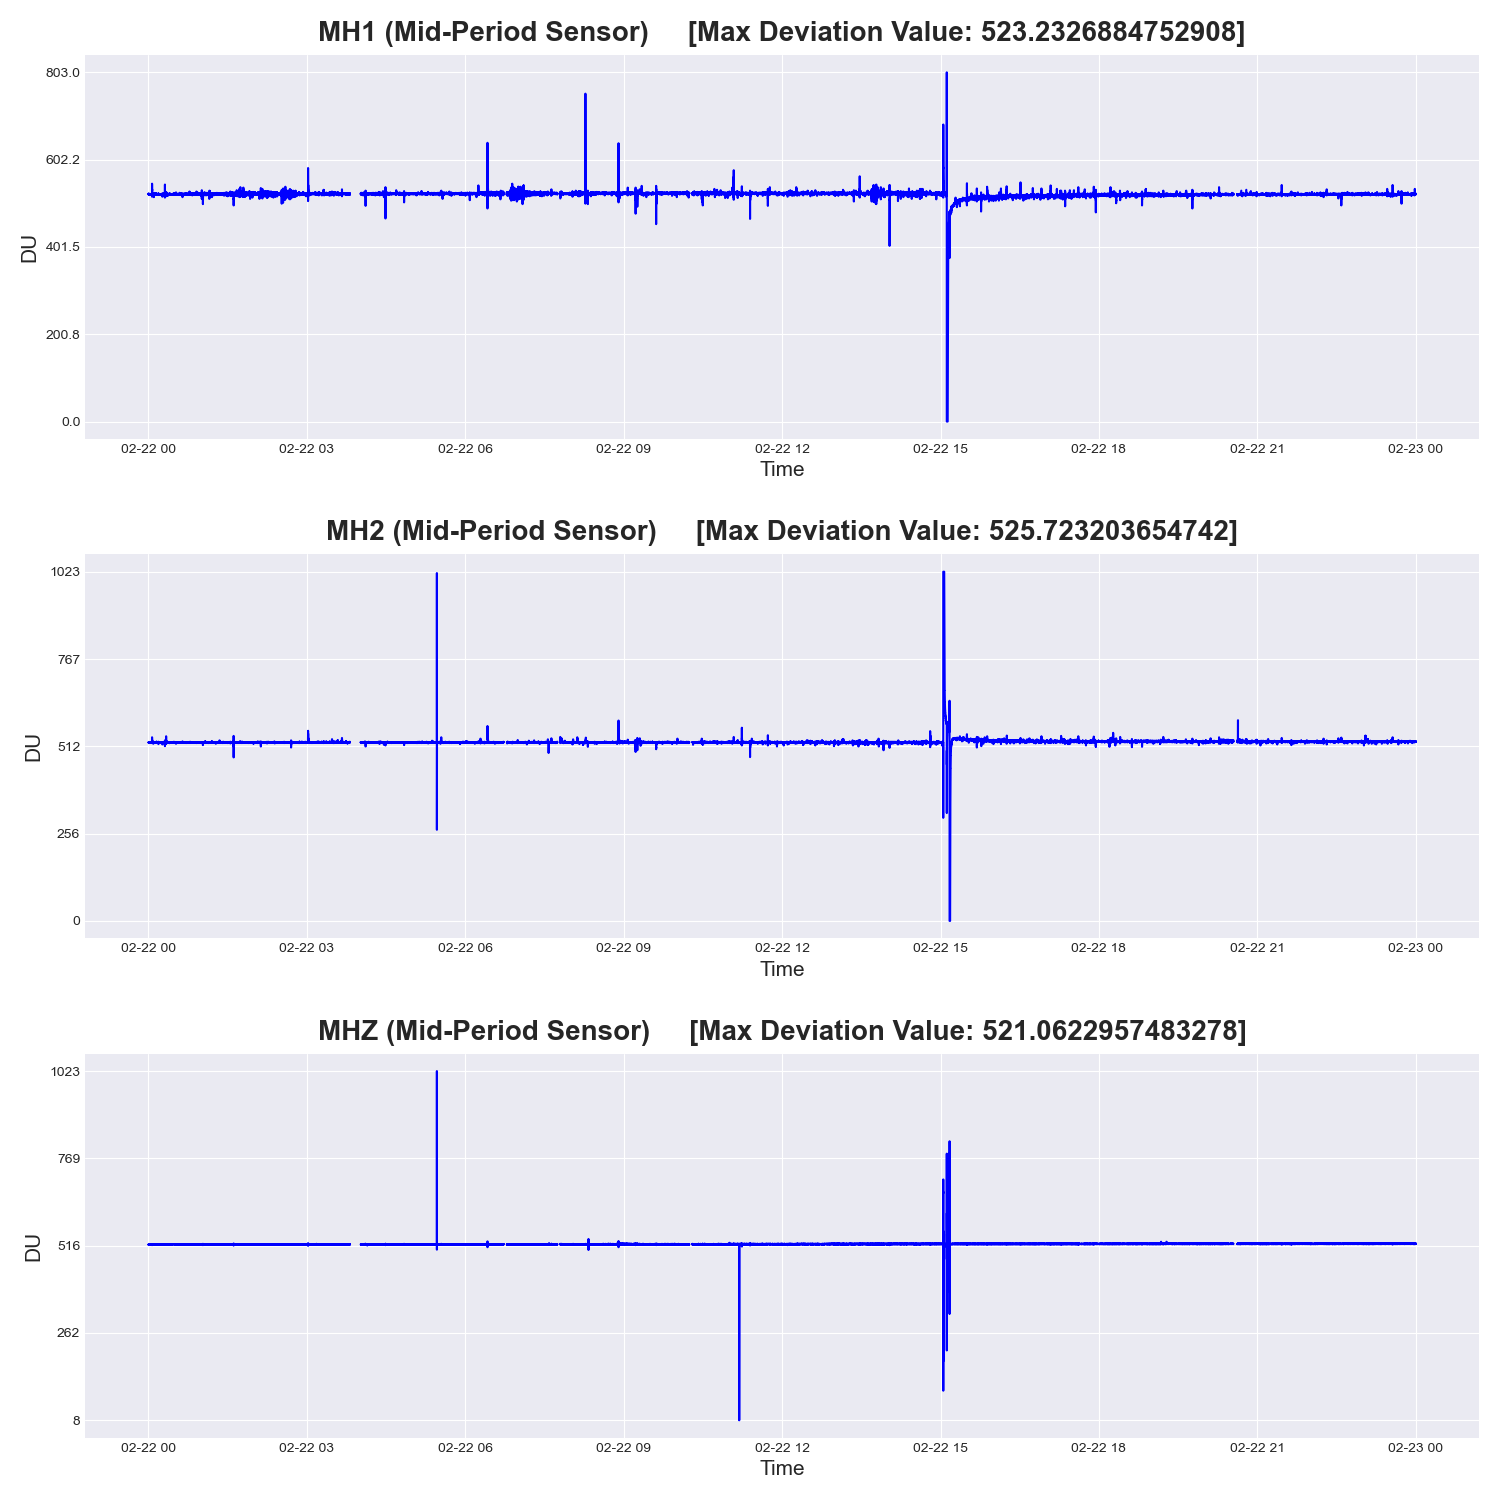 MH1 (Mid-Period Sensor) [Max Deviation Value: 523.2326884752908]
803.0
602.2
401.5
200.8
0.0
DU
02-22 00 02-22 03 02-22 06 02-22 09 02-22 12 02-22 15 02-22 18 02-22 21 02-23 00
Time
MH2 (Mid-Period Sensor) [Max Deviation Value: 525.723203654742]
1023
767
512
256
0
DU
02-22 00 02-22 03 02-22 06 02-22 09 02-22 12 02-22 15 02-22 18 02-22 21 02-23 00
Time
MHZ (Mid-Period Sensor) [Max Deviation Value: 521.0622957483278]
1023
769
516
262
8
DU
02-22 00 02-22 03 02-22 06 02-22 09 02-22 12 02-22 15 02-22 18 02-22 21 02-23 00
Time